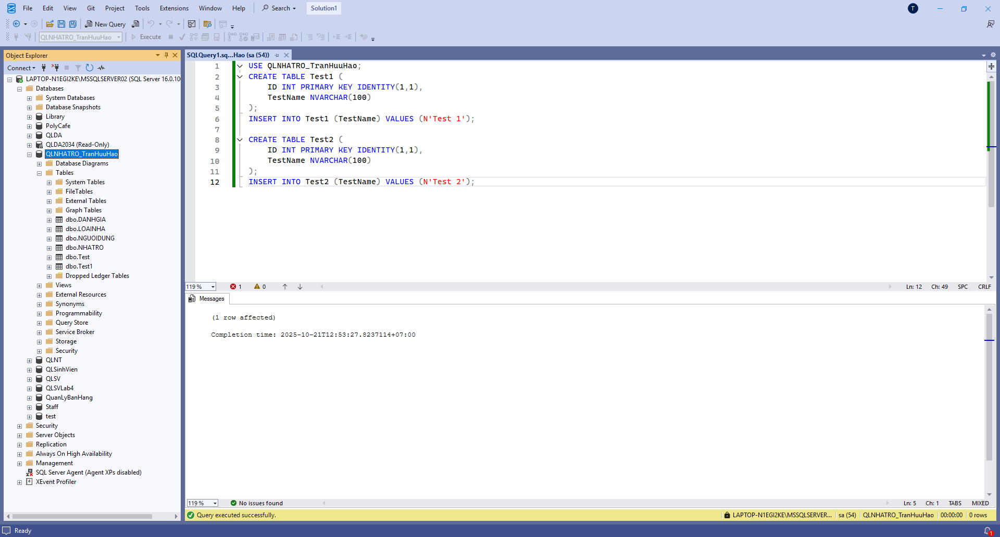 File Edit View Git Project Tools Extensions Window Help Search Solution1 T
New Query
QLNHATRO_TranHuuHao Execute
Object Explorer
Connect
LAPTOP-N1EGI2KE\MSSQLSERVER02 (SQL Server 16.0.10
Databases
System Databases
Database Snapshots
Library
PolyCafe
QLDA
QLDA2034 (Read-Only)
QLNHATRO_TranHuuHao
Database Diagrams
Tables
System Tables
FileTables
External Tables
Graph Tables
dbo.DANHGIA
dbo.LOAINHA
dbo.NGUOIDUNG
dbo.NHATRO
dbo.Test
dbo.Test1
Dropped Ledger Tables
Views
External Resources
Synonyms
Programmability
Query Store
Service Broker
Storage
Security
QLNT
QLSinhVien
QLSV
QLSVLab4
QuanLyBanHang
Staff
test
Security
Server Objects
Replication
Always On High Availability
Management
SQL Server Agent (Agent XPs disabled)
XEvent Profiler
SQLQuery1.sq...Hao (sa (54))
1 USE QLNHATRO_TranHuuHao;
2 CREATE TABLE Test1 (
3 ID INT PRIMARY KEY IDENTITY(1,1),
4 TestName NVARCHAR(100)
5 );
6 INSERT INTO Test1 (TestName) VALUES (N'Test 1');
7
8 CREATE TABLE Test2 (
9 ID INT PRIMARY KEY IDENTITY(1,1),
10 TestName NVARCHAR(100)
11 );
12 INSERT INTO Test2 (TestName) VALUES (N'Test 2');
119 % 1 0 Ln: 12 Ch: 49 SPC CRLF
Messages
(1 row affected)
Completion time: 2025-10-21T12:53:27.8237114+07:00
119 % No issues found Ln: 5 Ch: 1 TABS MIXED
Query executed successfully. LAPTOP-N1EGI2KE\MSSQLSERVER... sa (54) QLNHATRO_TranHuuHao 00:00:00 0 rows
Ready 1